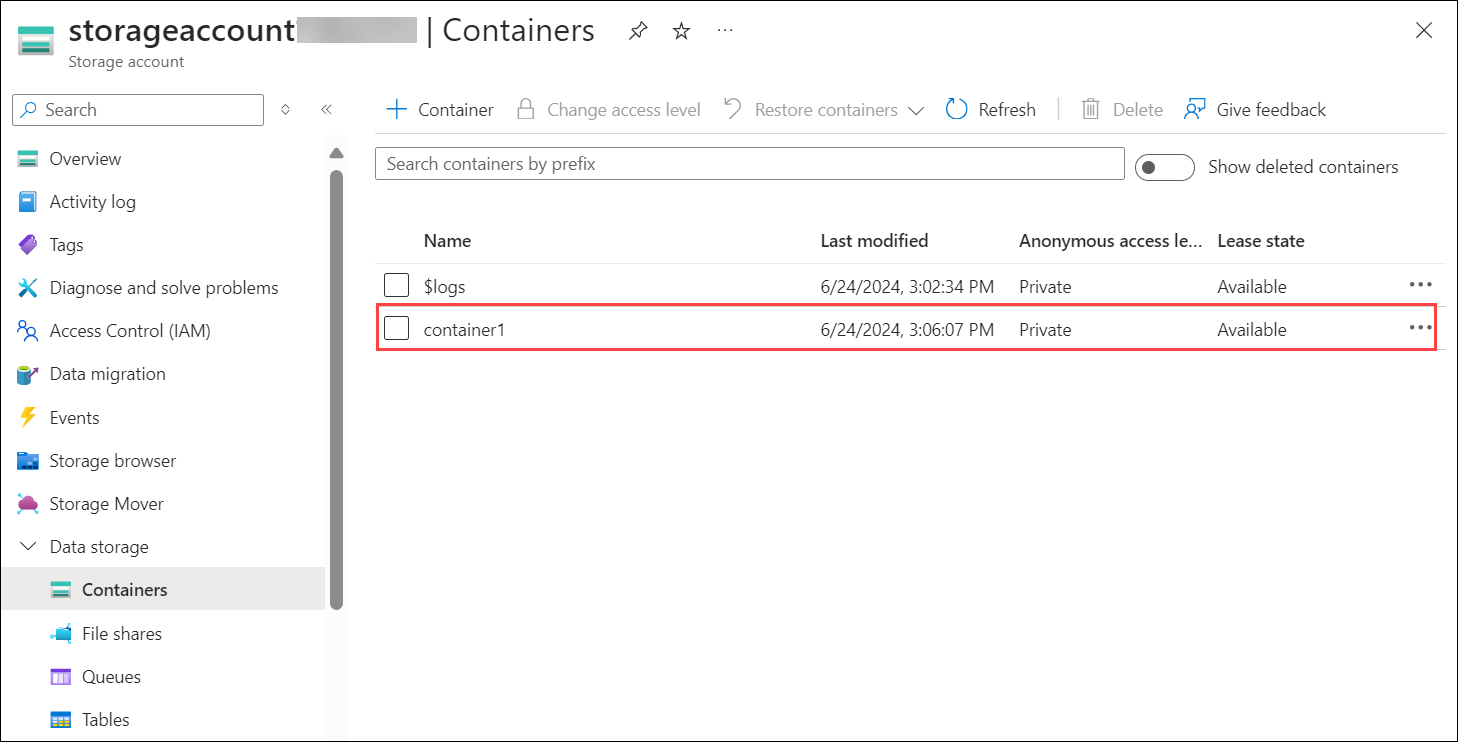 storageaccount | Containers
Storage account
Search
Container Change access level Restore containers Refresh Delete Give feedback
Search containers by prefix
Show deleted containers
Overview
Activity log
Tags
Diagnose and solve problems
Access Control (IAM)
Data migration
Events
Storage browser
Storage Mover
Data storage
Containers
File shares
Queues
Tables
Name Last modified Anonymous access le... Lease state
$logs 6/24/2024, 3:02:34 PM Private Available
container1 6/24/2024, 3:06:07 PM Private Available